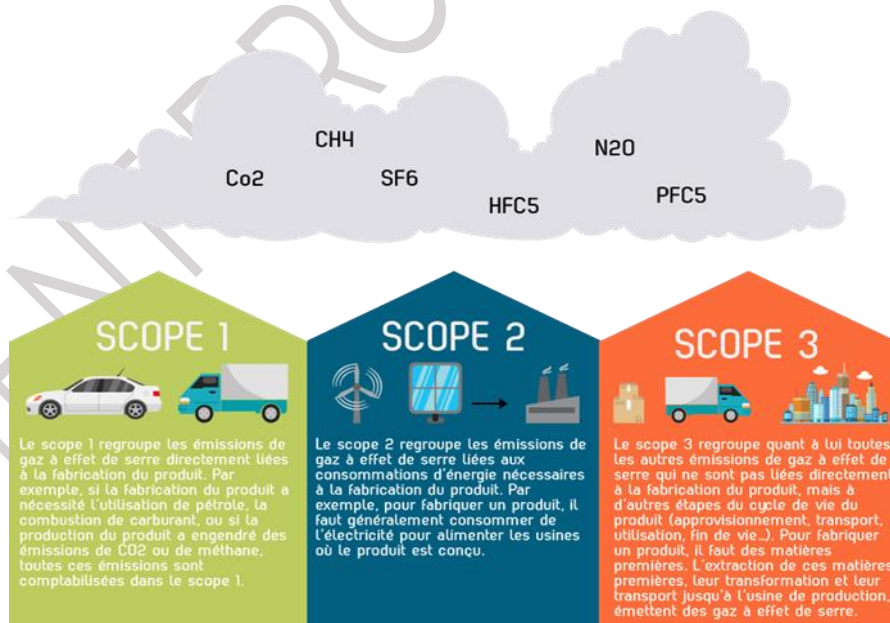 CH4
N2O
Co2
SF6
PFC5
HFC5
SCOPE 1
Le scope 1 regroupe les émissions de
gaz à effet de serre directement liées
à la fabrication du produit. Par
exemple, si la fabrication du produit a
nécessité l'utilisation de pétrole, la
combustion de carburant, ou si la
production du produit a engendré des
émissions de CO2 ou de méthane,
toutes ces émissions sont
comptabilisées dans le scope 1.
SCOPE 2
Le scope 2 regroupe les émissions de
gaz à effet de serre liées aux
consommations d'énergie nécessaires
à la fabrication du produit. Par
exemple, pour fabriquer un produit, il
faut généralement consommer de
l'électricité pour alimenter les usines
où le produit est conçu.
SCOPE 3
Le scope 3 regroupe quant à lui toutes
les autres émissions de gaz à effet de
serre qui ne sont pas liées directement
à la fabrication du produit, mais à
d'autres étapes du cycle de vie du
produit (approvisionnement, transport,
utilisation, fin de vie…). Pour fabriquer
un produit, il faut des matières
premières. L'extraction de ces matières
premières, leur transformation et leur
transport jusqu'à l'usine de production,
émettent des gaz à effet de serre.